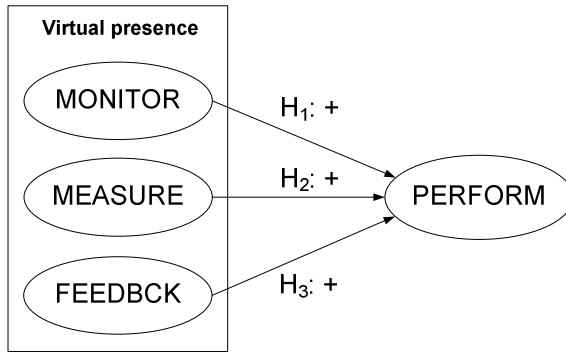 Virtual presence
MONITOR
H₁: +
MEASURE
H₂: +
PERFORM
FEEDBCK
H₃: +